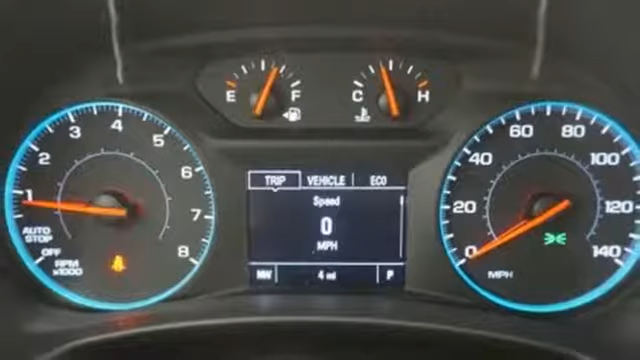 E F
C H
1 2 3 4 5 6 7 8
AUTO
STOP
OFF
RPM
x1000
TRIP VEHICLE ECO
Speed
0
MPH
NW 4 mi P
0 20 40 60 80 100 120 140
MPH